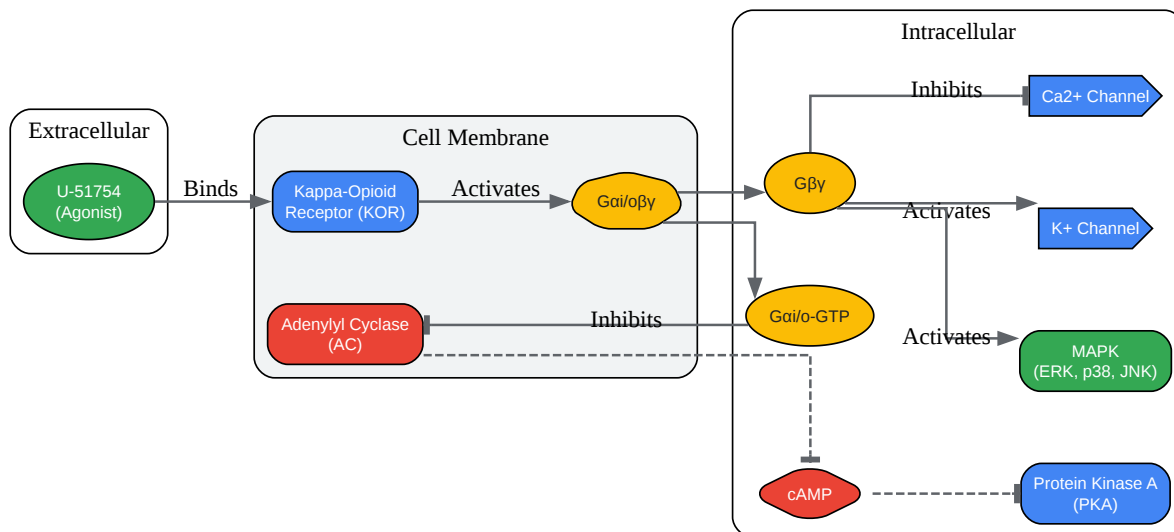 Extracellular
U-51754
(Agonist)
Binds
Cell Membrane
Kappa-Opioid
Receptor (KOR)
Activates
Gαi/oβγ
Adenylyl Cyclase
(AC)
Inhibits
Intracellular
Gβγ
Gαi/o-GTP
Inhibits
Ca2+ Channel
Activates
K+ Channel
Activates
MAPK
(ERK, p38, JNK)
cAMP
Protein Kinase A
(PKA)